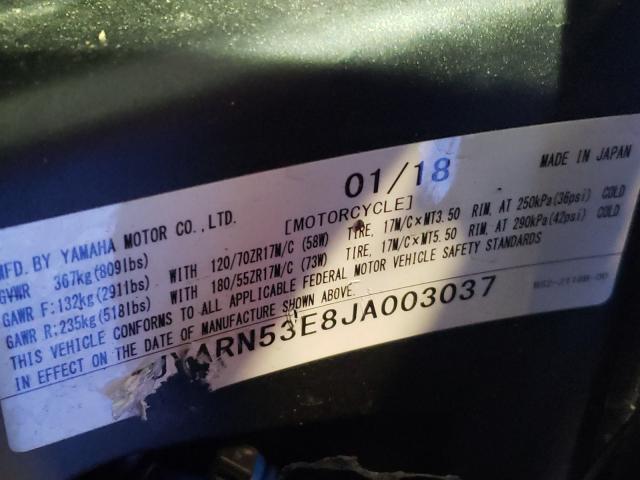 01/18 MADE IN JAPAN
MFD. BY YAMAHA MOTOR CO.,LTD. [MOTORCYCLE]
GVWR 367kg(809lbs)
GAWR F:132kg(291lbs) WITH 120/70ZR17M/C (58W) TIRE, 17M/C×MT3.50 RIM, AT 250kPa(36psi) COLD
GAWR R:235kg(518lbs) WITH 180/55ZR17M/C (73W) TIRE, 17M/C×MT5.50 RIM, AT 290kPa(42psi) COLD
THIS VEHICLE CONFORMS TO ALL APPLICABLE FEDERAL MOTOR VEHICLE SAFETY STANDARDS
IN EFFECT ON THE DATE OF MANUFACTURE SHOWN ABOVE.
JYARN53E8JA003037